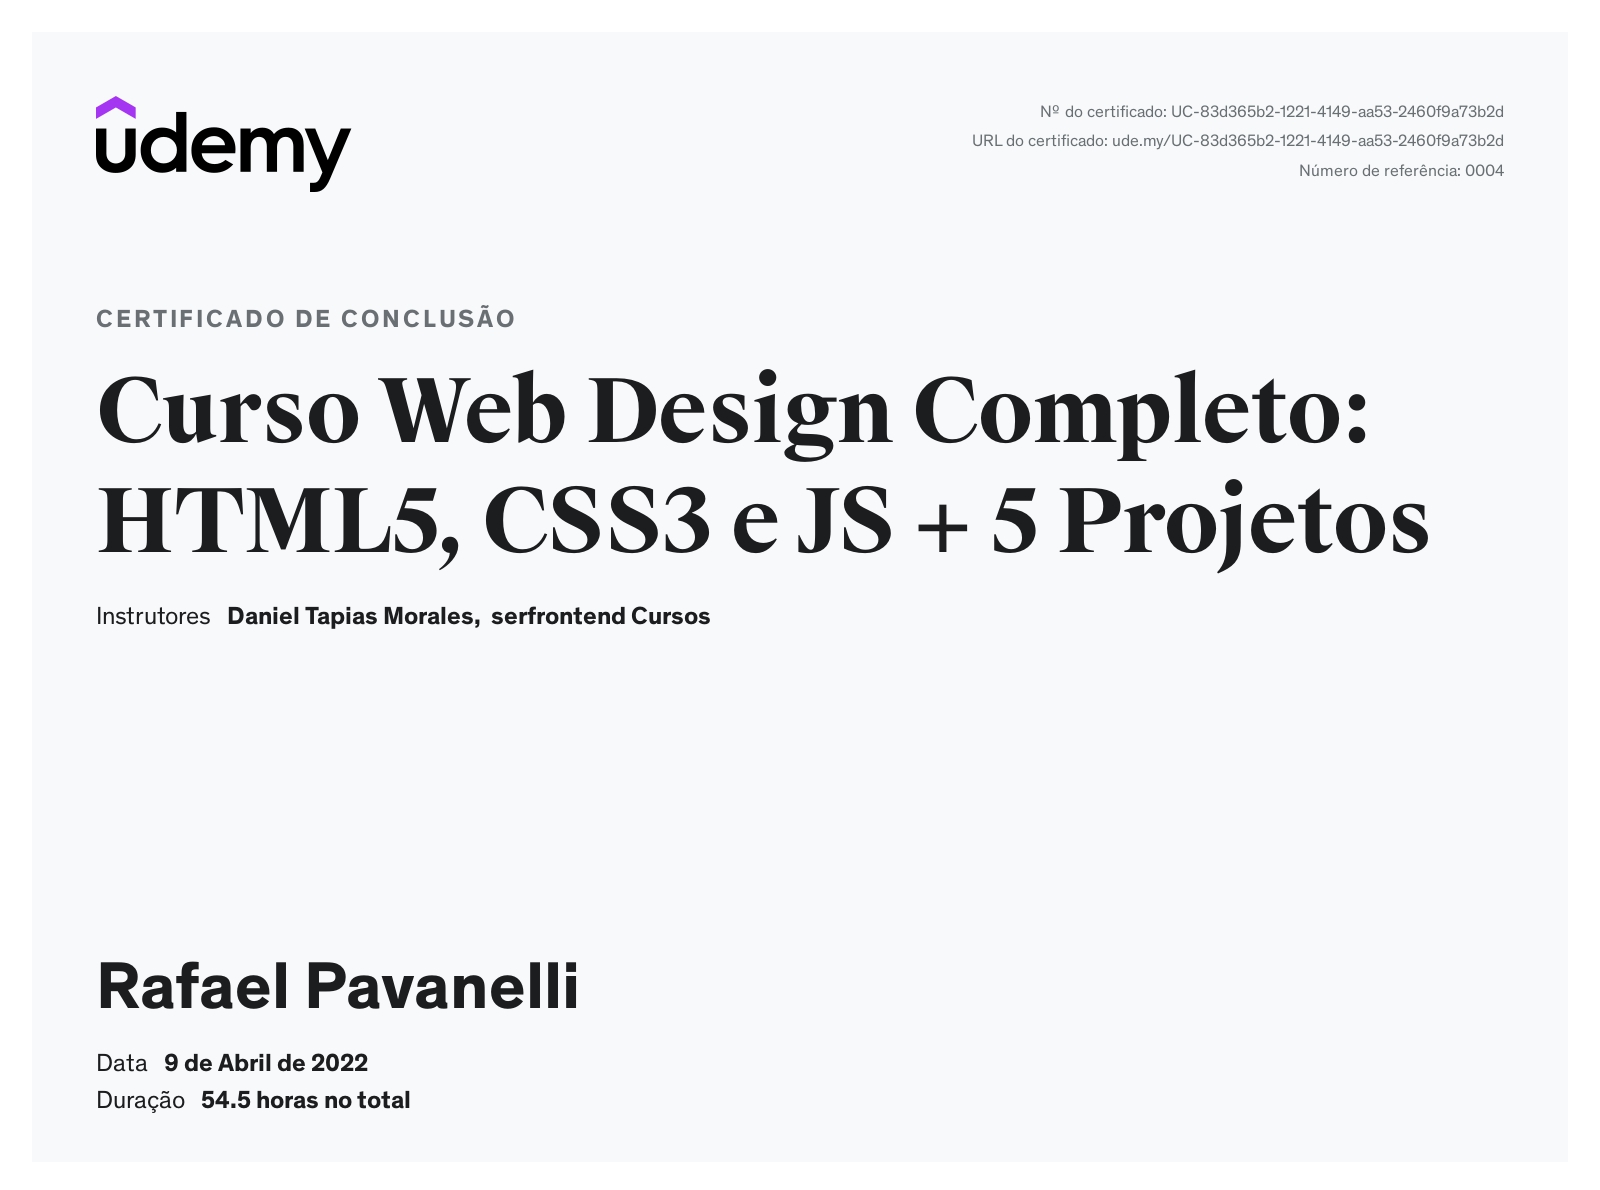 udemy
Nº do certificado: UC-83d365b2-1221-4149-aa53-2460f9a73b2d
URL do certificado: ude.my/UC-83d365b2-1221-4149-aa53-2460f9a73b2d
Número de referência: 0004
CERTIFICADO DE CONCLUSÃO
Curso Web Design Completo:
HTML5, CSS3 e JS + 5 Projetos
Instrutores Daniel Tapias Morales, serfrontend Cursos
Rafael Pavanelli
Data 9 de Abril de 2022
Duração 54.5 horas no total